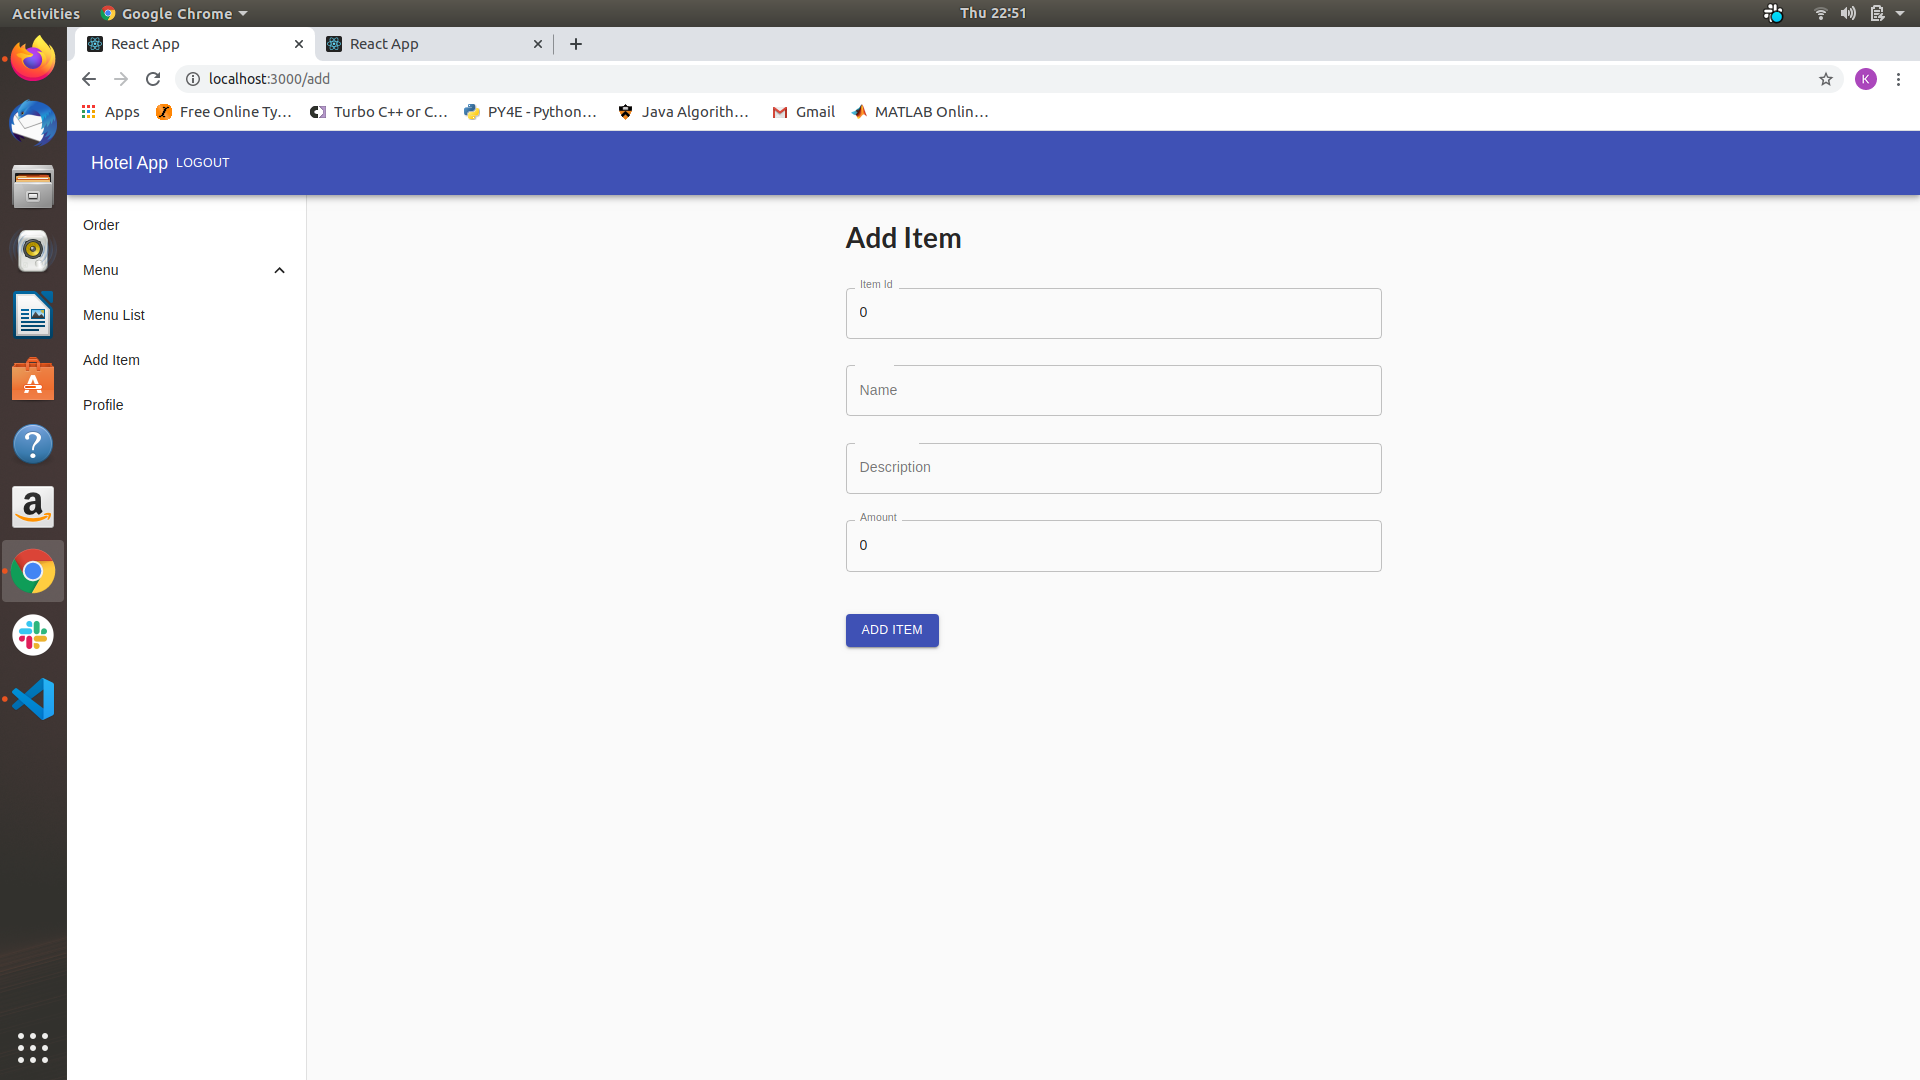 Activities Google Chrome Thu 22:51
React App React App
localhost:3000/add K
Apps Free Online Ty... Turbo C++ or C... PY4E - Python... Java Algorith... Gmail MATLAB Onlin...
Hotel App LOGOUT
Order
Menu
Menu List
Add Item
Profile
Add Item
Item Id
0
Name
Description
Amount
0
ADD ITEM